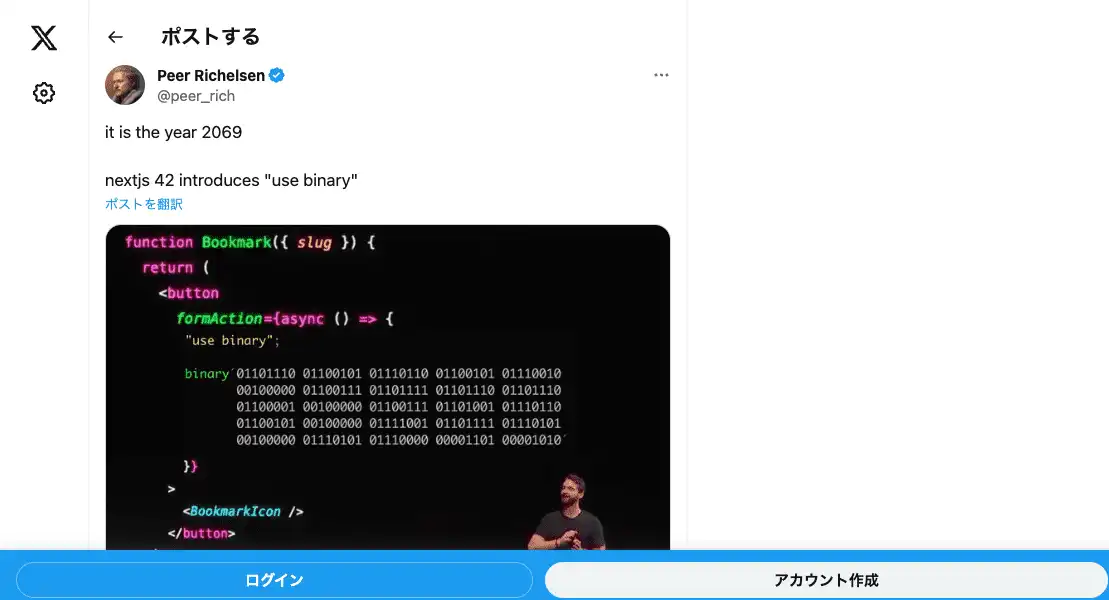 ポストする
Peer Richelsen
@peer_rich
it is the year 2069
nextjs 42 introduces "use binary"
ポストを翻訳
function Bookmark({ slug }) {
return (
<button
formAction={async () => {
"use binary";
binary`01101110 01100101 01110110 01100101 01110010
00100000 01100111 01101111 01101110 01101110
01100001 00100000 01100111 01101001 01110110
01100101 00100000 01111001 01101111 01110101
00100000 01110101 01110000 00001101 00001010`
}}
>
<BookmarkIcon />
</button>
ログイン
アカウント作成